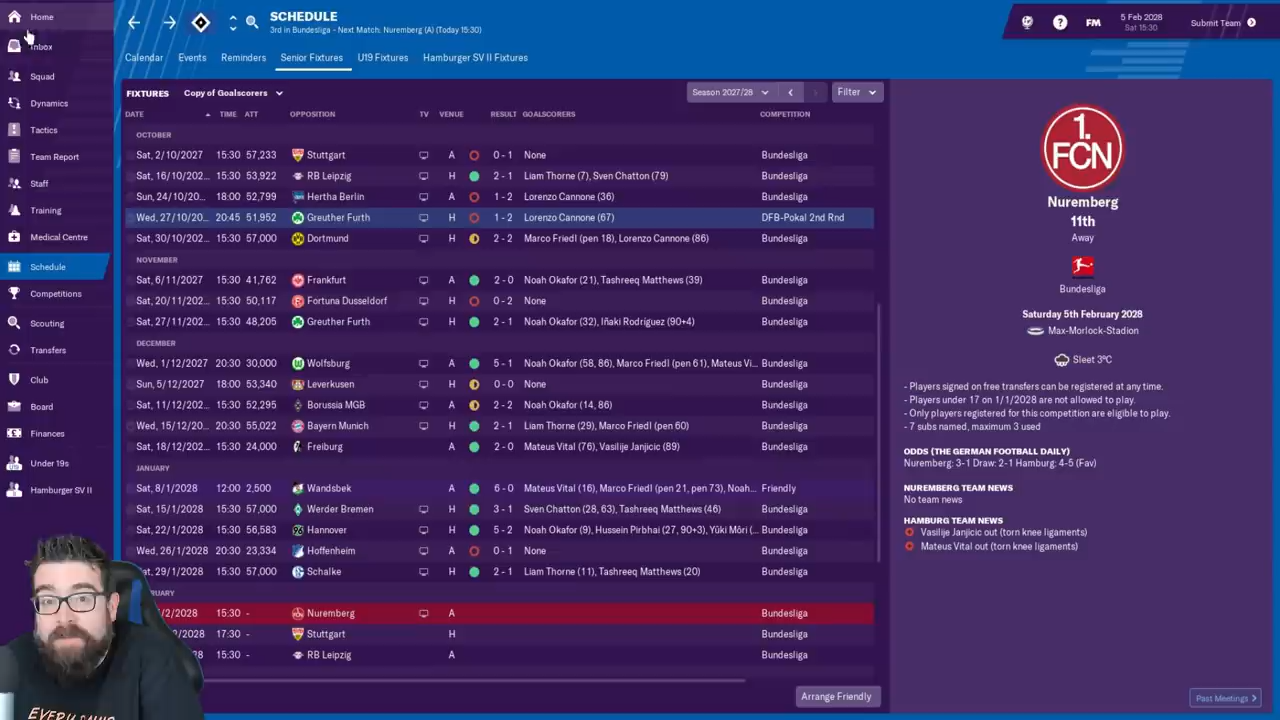 Home
Inbox
Squad
Dynamics
Tactics
Team Report
Staff
Training
Medical Centre
Schedule
Competitions
Scouting
Transfers
Club
Board
Finances
Under 19s
Hamburger SV II
SCHEDULE
3rd in Bundesliga - Next Match: Nuremberg (A) (Today 15:30)
FM
5 Feb 2028
Sat 15:30
Submit Team
Calendar Events Reminders Senior Fixtures U19 Fixtures Hamburger SV II Fixtures
FIXTURES Copy of Goalscorers Season 2027/28 Filter
DATE TIME ATT OPPOSITION TV VENUE RESULT GOALSCORERS COMPETITION
OCTOBER
Sat, 2/10/2027 15:30 57,233 Stuttgart A 0 - 1 None Bundesliga
Sat, 16/10/202... 15:30 53,922 RB Leipzig H 2 - 1 Liam Thorne (7), Sven Chatton (79) Bundesliga
Sun, 24/10/20... 18:00 52,799 Hertha Berlin A 1 - 2 Lorenzo Cannone (36) Bundesliga
Wed, 27/10/20... 20:45 51,952 Greuther Furth H 1 - 2 Lorenzo Cannone (67) DFB-Pokal 2nd Rnd
Sat, 30/10/202... 15:30 57,000 Dortmund H 2 - 2 Marco Friedl (pen 18), Lorenzo Cannone (86) Bundesliga
NOVEMBER
Sat, 6/11/2027 15:30 41,762 Frankfurt A 2 - 0 Noah Okafor (21), Tashreeq Matthews (39) Bundesliga
Sat, 20/11/202... 15:30 50,117 Fortuna Dusseldorf H 0 - 2 None Bundesliga
Sat, 27/11/202... 15:30 48,205 Greuther Furth H 2 - 1 Noah Okafor (32), Iñaki Rodríguez (90+4) Bundesliga
DECEMBER
Wed, 1/12/2027 20:30 30,000 Wolfsburg A 5 - 1 Noah Okafor (58, 86), Marco Friedl (pen 61), Mateus Vi... Bundesliga
Sun, 5/12/2027 18:00 53,340 Leverkusen H 0 - 0 None Bundesliga
Sat, 11/12/202... 15:30 52,295 Borussia MGB A 2 - 2 Noah Okafor (14, 86) Bundesliga
Wed, 15/12/202... 20:30 55,022 Bayern Munich H 2 - 1 Liam Thorne (29), Marco Friedl (pen 60) Bundesliga
Sat, 18/12/202... 15:30 24,000 Freiburg A 2 - 0 Mateus Vital (76), Vasilije Janjicic (89) Bundesliga
JANUARY
Sat, 8/1/2028 12:00 2,500 Wandsbek A 6 - 0 Mateus Vital (16), Marco Friedl (pen 21, pen 73), Noah... Friendly
Sat, 15/1/2028 15:30 57,000 Werder Bremen H 3 - 1 Sven Chatton (28, 63), Tashreeq Matthews (46) Bundesliga
Sat, 22/1/2028 15:30 56,583 Hannover H 5 - 2 Noah Okafor (9), Hussein Pirbhai (27, 90+3), Yûki Môri (... Bundesliga
Wed, 26/1/2028 20:30 23,334 Hoffenheim A 0 - 1 None Bundesliga
Sat, 29/1/2028 15:30 57,000 Schalke H 2 - 1 Liam Thorne (11), Tashreeq Matthews (20) Bundesliga
/2/2028 15:30 - Nuremberg A Bundesliga
/2028 17:30 - Stuttgart H Bundesliga
/2028 15:30 - RB Leipzig A Bundesliga
Arrange Friendly
1.
FCN
Nuremberg
11th
Away
Bundesliga
Saturday 5th February 2028
Max-Morlock-Stadion
Sleet 3ºC
- Players signed on free transfers can be registered at any time.
- Players under 17 on 1/1/2028 are not allowed to play.
- Only players registered for this competition are eligible to play.
- 7 subs named, maximum 3 used
ODDS (THE GERMAN FOOTBALL DAILY)
Nuremberg: 3-1 Draw: 2-1 Hamburg: 4-5 (Fav)
NUREMBERG TEAM NEWS
No team news
HAMBURG TEAM NEWS
Vasilije Janjicic out (torn knee ligaments)
Mateus Vital out (torn knee ligaments)
Past Meetings